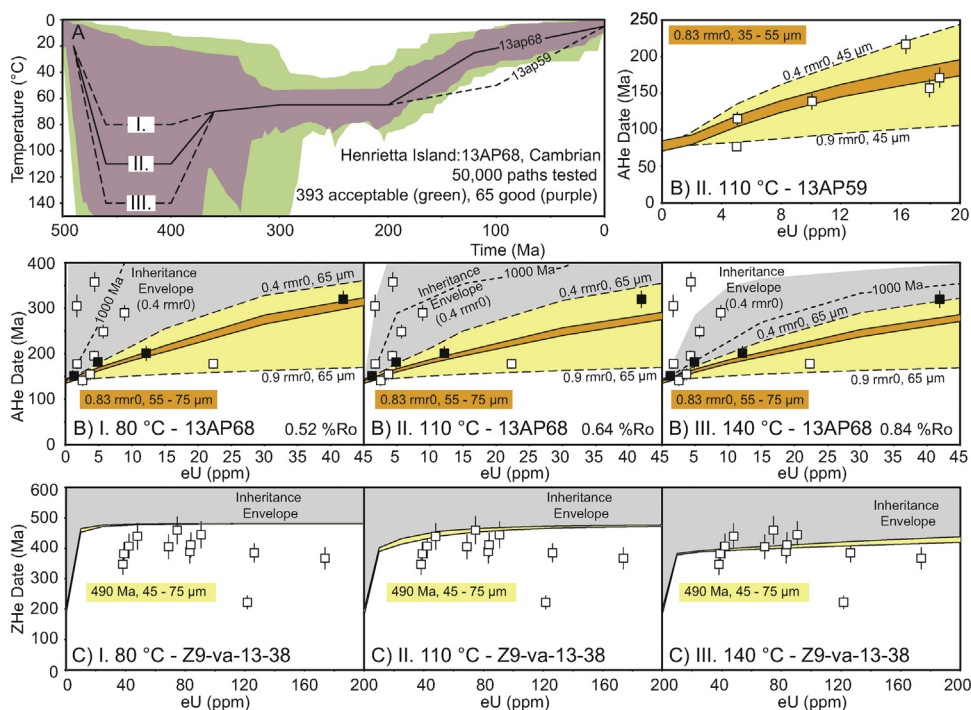 A
Temperature (°C)
0
20
40
60
80
100
120
140
I.
II.
III.
13ap68
13ap59
Henrietta Island:13AP68, Cambrian
50,000 paths tested
393 acceptable (green), 65 good (purple)
500
400
300
200
100
0
Time (Ma)
AHe Date (Ma)
250
200
150
100
50
0
0.83 rmr0, 35 - 55 µm
0.4 rmr0, 45 µm
0.9 rmr0, 45 µm
B) II. 110 °C - 13AP59
0 4 8 12 16 20
eU (ppm)
AHe Date (Ma)
400
300
200
100
0
1000 Ma
Inheritance
Envelope
(0.4 rmr0)
0.4 rmr0, 65 µm
0.9 rmr0, 65 µm
0.83 rmr0, 55 - 75 µm
B) I. 80 °C - 13AP68 0.52 %Ro
0 5 10 15 20 25 30 35 40 45
eU (ppm)
Inheritance
Envelope
(0.4 rmr0)
1000 Ma
0.4 rmr0, 65 µm
0.9 rmr0, 65 µm
0.83 rmr0, 55 - 75 µm
B) II. 110 °C - 13AP68 0.64 %Ro
5 10 15 20 25 30 35 40 45
eU (ppm)
Inheritance
Envelope
(0.4 rmr0)
1000 Ma
0.4 rmr0, 65 µm
0.9 rmr0, 65 µm
0.83 rmr0, 55 - 75 µm
B) III. 140 °C - 13AP68 0.84 %Ro
5 10 15 20 25 30 35 40 45
eU (ppm)
ZHe Date (Ma)
600
500
400
300
200
100
0
Inheritance
Envelope
490 Ma, 45 - 75 µm
C) I. 80 °C - Z9-va-13-38
0 40 80 120 160 200
eU (ppm)
Inheritance
Envelope
490 Ma, 45 - 75 µm
C) II. 110 °C - Z9-va-13-38
40 80 120 160 200
eU (ppm)
Inheritance
Envelope
490 Ma, 45 - 75 µm
C) III. 140 °C - Z9-va-13-38
40 80 120 160 200
eU (ppm)